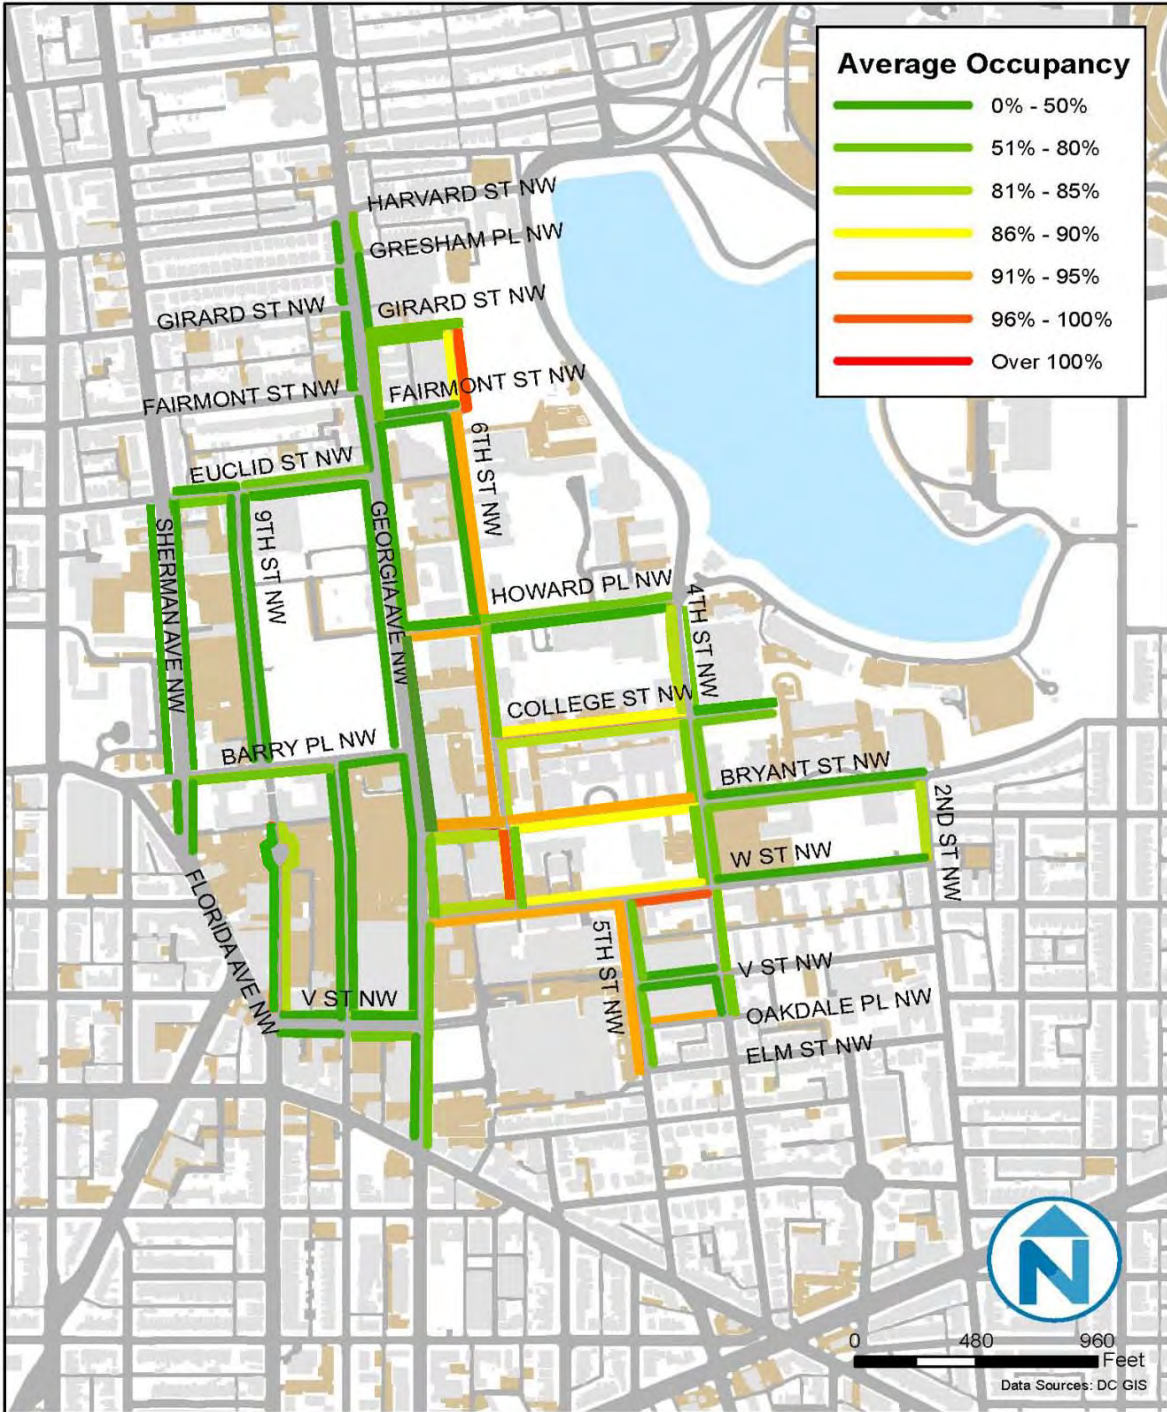 Average Occupancy
0% - 50%
51% - 80%
81% - 85%
86% - 90%
91% - 95%
96% - 100%
Over 100%
HARVARD ST NW
GRESHAM PL NW
GIRARD ST NW
GIRARD ST NW
FAIRMONT ST NW
FAIRMONT ST NW
6TH ST NW
EUCLID ST NW
9TH ST NW
GEORGIA AVE NW
SHERMAN AVE NW
HOWARD PL NW
4TH ST NW
COLLEGE ST NW
BARRY PL NW
BRYANT ST NW
2ND ST NW
W ST NW
FLORIDA AVE NW
5TH ST NW
V ST NW
V ST NW
OAKDALE PL NW
ELM ST NW
N
0 480 960
Feet
Data Sources: DC GIS